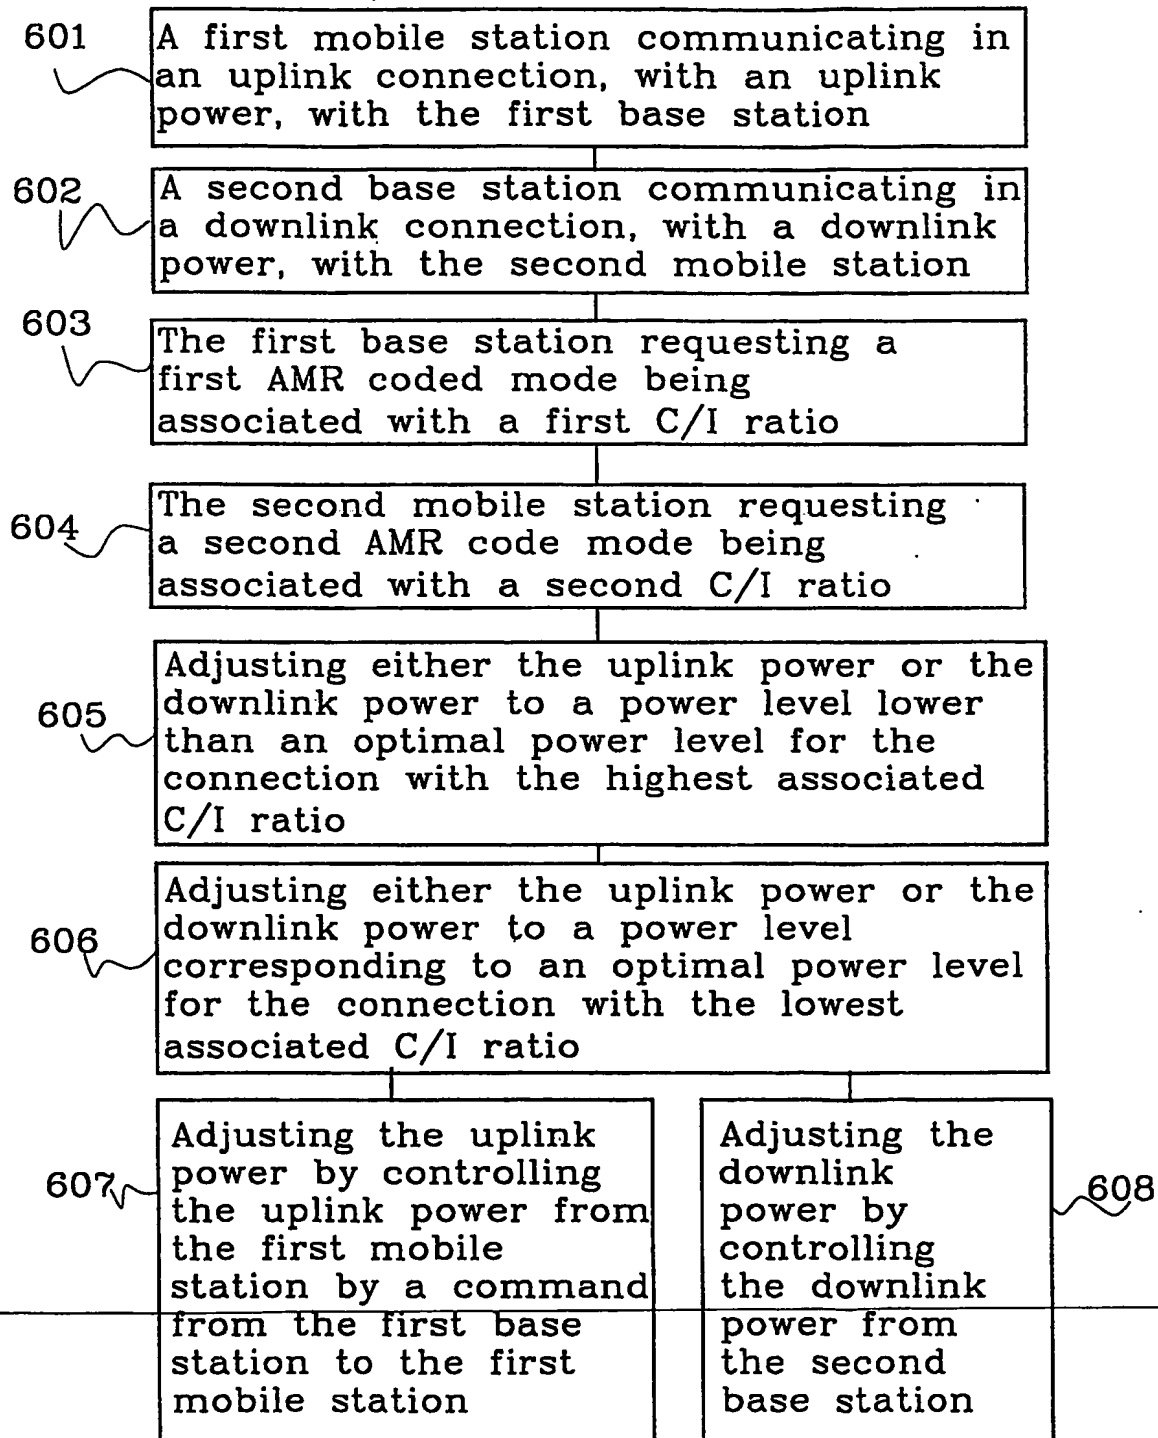 601
A first mobile station communicating in
an uplink connection, with an uplink
power, with the first base station
602
A second base station communicating in
a downlink connection, with a downlink
power, with the second mobile station
603
The first base station requesting a
first AMR coded mode being
associated with a first C/I ratio
604
The second mobile station requesting
a second AMR code mode being
associated with a second C/I ratio
605
Adjusting either the uplink power or the
downlink power to a power level lower
than an optimal power level for the
connection with the highest associated
C/I ratio
606
Adjusting either the uplink power or the
downlink power to a power level
corresponding to an optimal power level
for the connection with the lowest
associated C/I ratio
607
Adjusting the uplink
power by controlling
the uplink power from
the first mobile
station by a command
from the first base
station to the first
mobile station
608
Adjusting the
downlink
power by
controlling
the downlink
power from
the second
base station